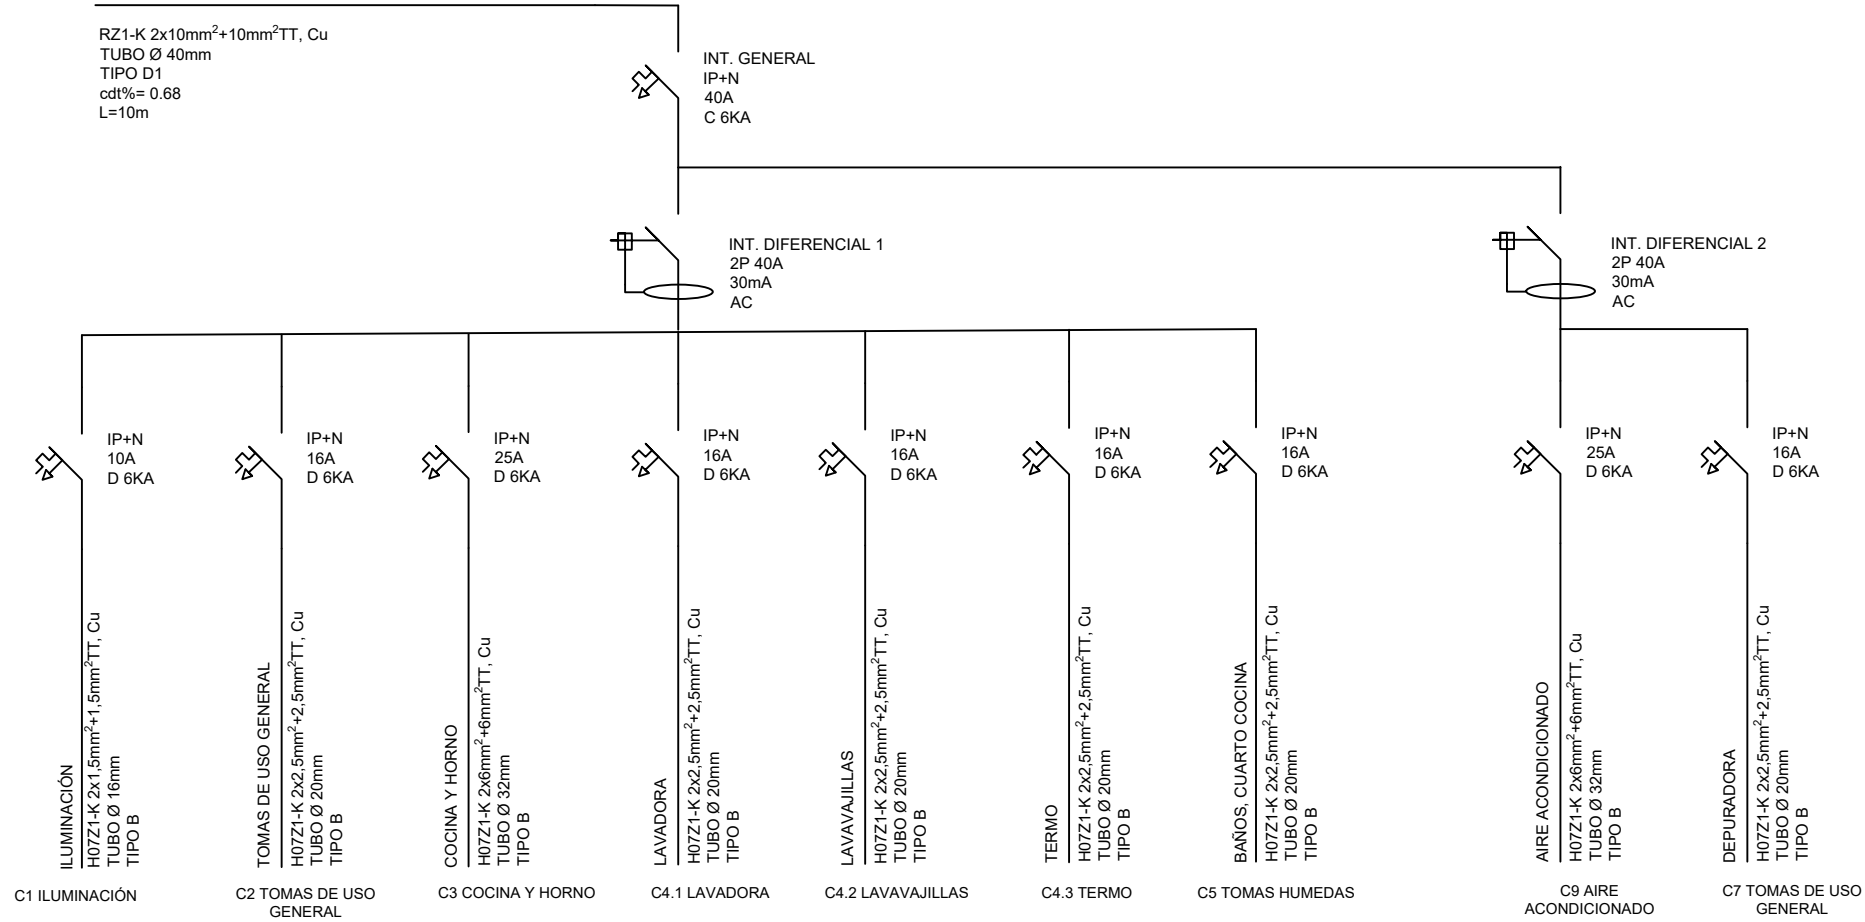 RZ1-K 2x10mm²+10mm²TT, Cu
TUBO Ø 40mm
TIPO D1
cdt%= 0.68
L=10m
INT. GENERAL
IP+N
40A
C 6KA
INT. DIFERENCIAL 1
2P 40A
30mA
AC
INT. DIFERENCIAL 2
2P 40A
30mA
AC
IP+N
10A
D 6KA
IP+N
16A
D 6KA
IP+N
25A
D 6KA
IP+N
16A
D 6KA
IP+N
16A
D 6KA
IP+N
16A
D 6KA
IP+N
16A
D 6KA
IP+N
25A
D 6KA
IP+N
16A
D 6KA
ILUMINACIÓN
H07Z1-K 2x1,5mm²+1,5mm²TT, Cu
TUBO Ø 16mm
TIPO B
TOMAS DE USO GENERAL
H07Z1-K 2x2,5mm²+2,5mm²TT, Cu
TUBO Ø 20mm
TIPO B
COCINA Y HORNO
H07Z1-K 2x6mm²+6mm²TT, Cu
TUBO Ø 32mm
TIPO B
LAVADORA
H07Z1-K 2x2,5mm²+2,5mm²TT, Cu
TUBO Ø 20mm
TIPO B
LAVAVAJILLAS
H07Z1-K 2x2,5mm²+2,5mm²TT, Cu
TUBO Ø 20mm
TIPO B
TERMO
H07Z1-K 2x2,5mm²+2,5mm²TT, Cu
TUBO Ø 20mm
TIPO B
BAÑOS, CUARTO COCINA
H07Z1-K 2x2,5mm²+2,5mm²TT, Cu
TUBO Ø 20mm
TIPO B
AIRE ACONDICIONADO
H07Z1-K 2x6mm²+6mm²TT, Cu
TUBO Ø 32mm
TIPO B
DEPURADORA
H07Z1-K 2x2,5mm²+2,5mm²TT, Cu
TUBO Ø 20mm
TIPO B
C1 ILUMINACIÓN
C2 TOMAS DE USO
GENERAL
C3 COCINA Y HORNO
C4.1 LAVADORA
C4.2 LAVAVAJILLAS
C4.3 TERMO
C5 TOMAS HUMEDAS
C9 AIRE
ACONDICIONADO
C7 TOMAS DE USO
GENERAL